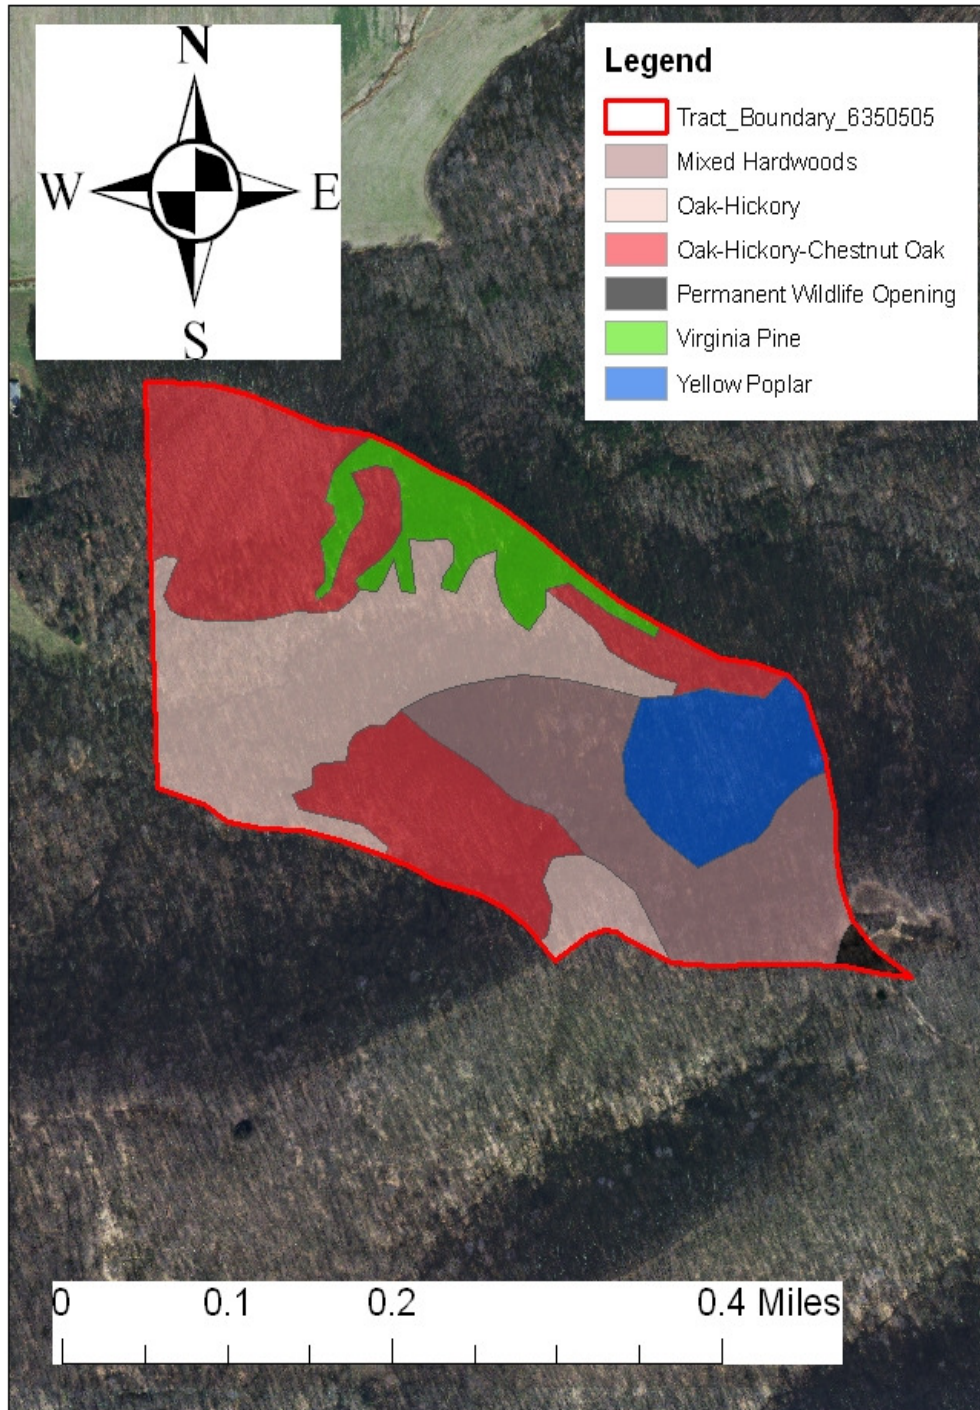 N
W E
S
Legend
Tract_Boundary_6350505
Mixed Hardwoods
Oak-Hickory
Oak-Hickory-Chestnut Oak
Permanent Wildlife Opening
Virginia Pine
Yellow Poplar
0 0.1 0.2 0.4 Miles